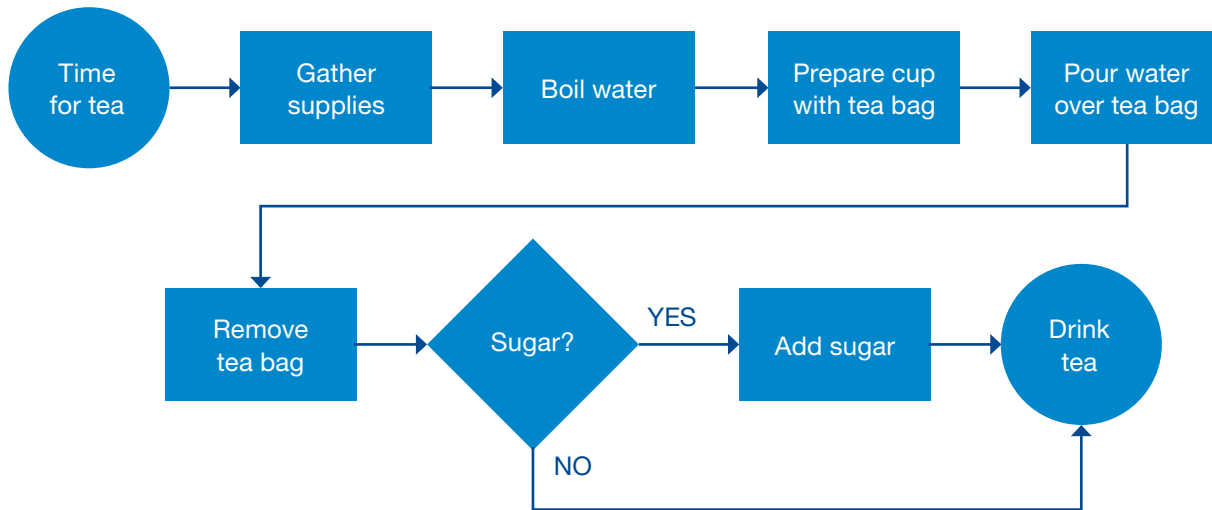 Time
for tea
Gather
supplies
Boil water
Prepare cup
with tea bag
Pour water
over tea bag
Remove
tea bag
Sugar?
YES
Add sugar
Drink
tea
NO